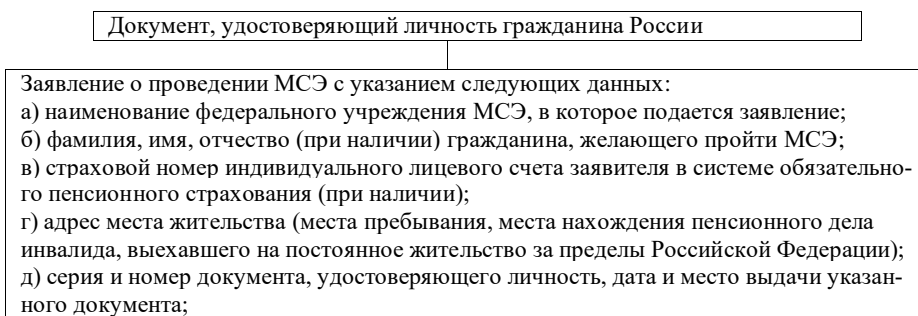 Документ, удостоверяющий личность гражданина России
Заявление о проведении МСЭ с указанием следующих данных:
а) наименование федерального учреждения МСЭ, в которое подается заявление;
б) фамилия, имя, отчество (при наличии) гражданина, желающего пройти МСЭ;
в) страховой номер индивидуального лицевого счета заявителя в системе обязательно-
го пенсионного страхования (при наличии);
г) адрес места жительства (места пребывания, места нахождения пенсионного дела
инвалида, выехавшего на постоянное жительство за пределы Российской Федерации);
д) серия и номер документа, удостоверяющего личность, дата и место выдачи указан-
ного документа;